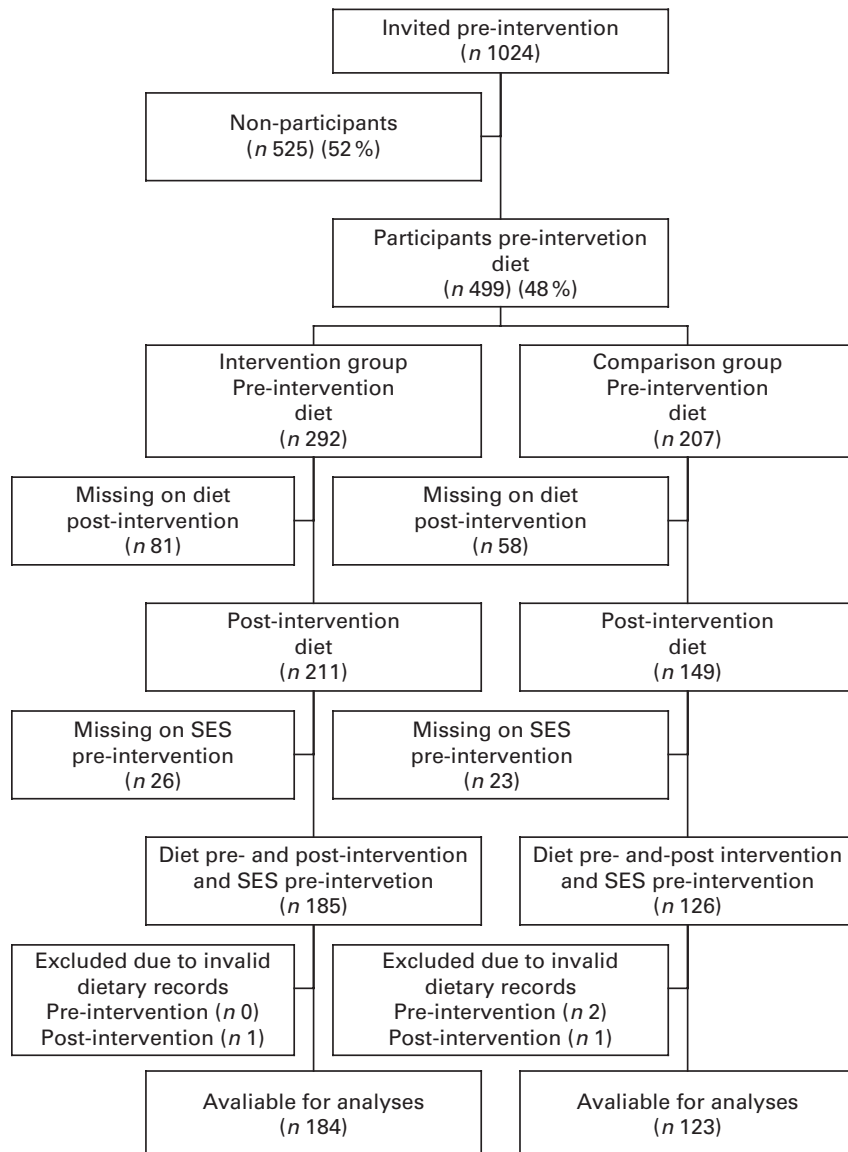 Invited pre-intervention
(n 1024)
Non-participants
(n 525) (52 %)
Participants pre-intervetion
diet
(n 499) (48 %)
Intervention group
Pre-intervention
diet
(n 292)
Comparison group
Pre-intervention
diet
(n 207)
Missing on diet
post-intervention
(n 81)
Missing on diet
post-intervention
(n 58)
Post-intervention
diet
(n 211)
Post-intervention
diet
(n 149)
Missing on SES
pre-intervention
(n 26)
Missing on SES
pre-intervention
(n 23)
Diet pre- and post-intervention
and SES pre-intervetion
(n 185)
Diet pre- and-post intervention
and SES pre-intervention
(n 126)
Excluded due to invalid
dietary records
Pre-intervention (n 0)
Post-intervention (n 1)
Excluded due to invalid
dietary records
Pre-intervention (n 2)
Post-intervention (n 1)
Avaliable for analyses
(n 184)
Avaliable for analyses
(n 123)